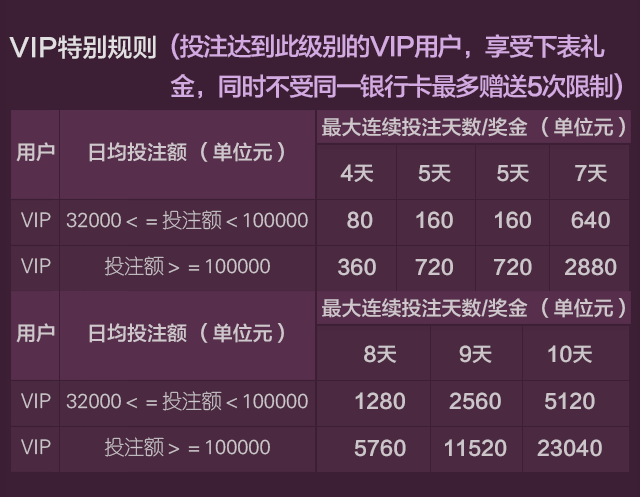 VIP特别规则（投注达到此级别的VIP用户，享受下表礼
金，同时不受同一银行卡最多赠送5次限制）
用户 日均投注额（单位元） 最大连续投注天数/奖金（单位元）
4天 5天 5天 7天
VIP 32000＜＝投注额＜100000 80 160 160 640
VIP 投注额＞＝100000 360 720 720 2880
用户 日均投注额（单位元） 最大连续投注天数/奖金（单位元）
8天 9天 10天
VIP 32000＜＝投注额＜100000 1280 2560 5120
VIP 投注额＞＝100000 5760 11520 23040